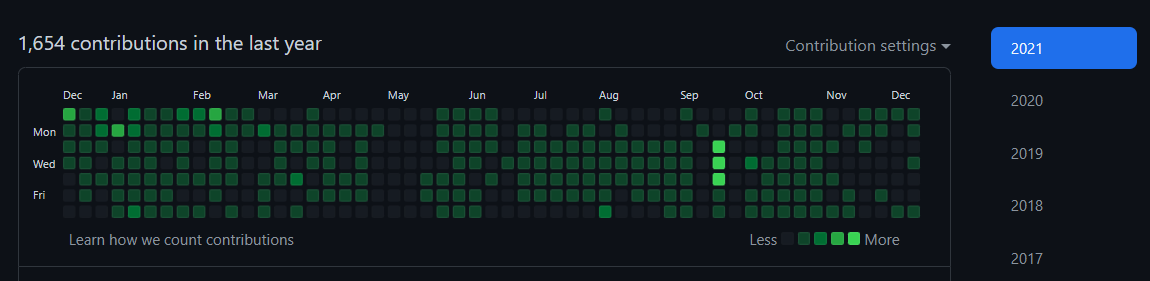 1,654 contributions in the last year
Contribution settings
Dec Jan Feb Mar Apr May Jun Jul Aug Sep Oct Nov Dec
Mon
Wed
Fri
Learn how we count contributions
Less More
2021
2020
2019
2018
2017